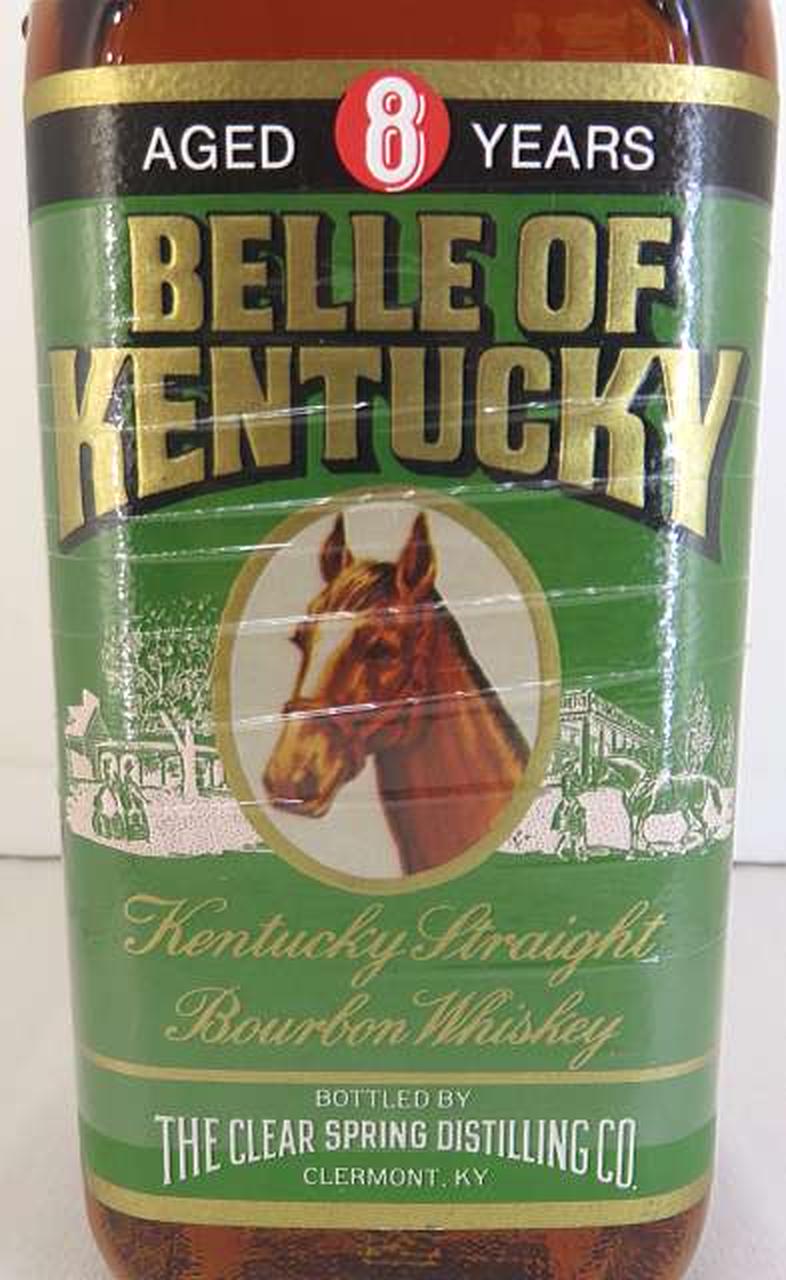 AGED 8 YEARS
BELLE OF
KENTUCKY
Kentucky Straight
Bourbon Whiskey
BOTTLED BY
THE CLEAR SPRING DISTILLING CO.
CLERMONT, KY